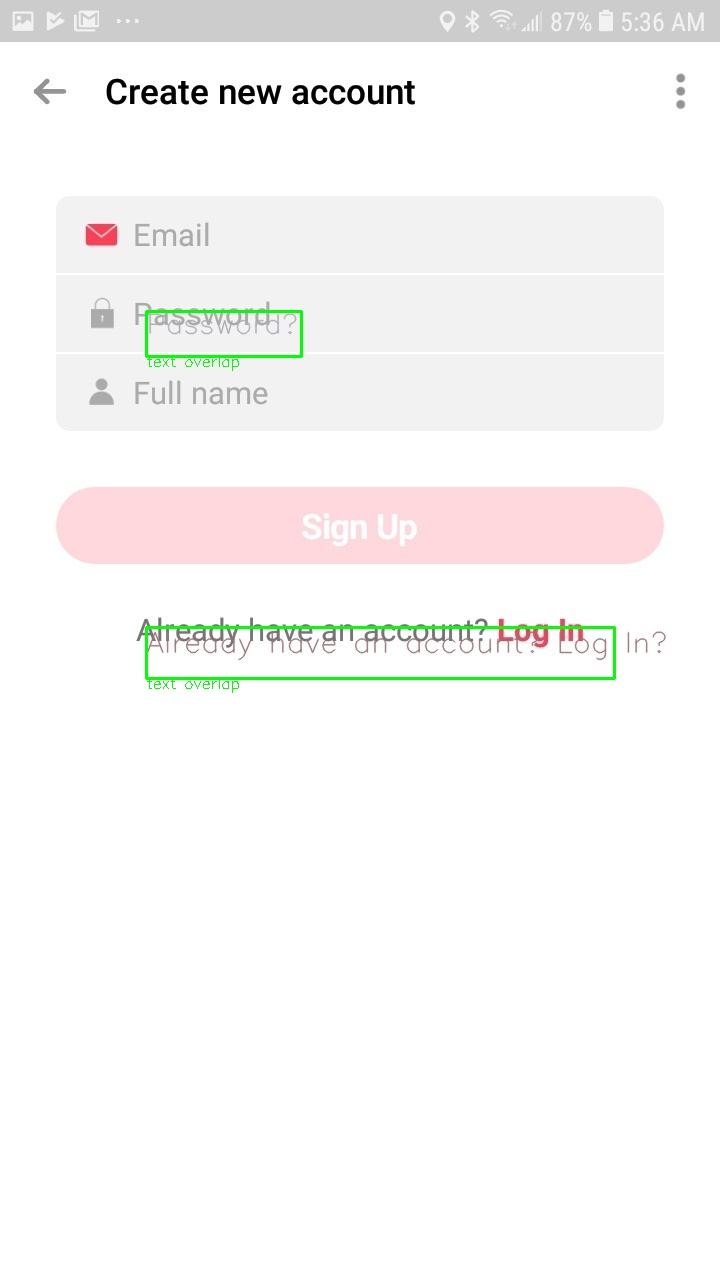 87% 5:36 AM
Create new account
Email
Password
Password?
text overlap
Full name
Sign Up
Already have an account? Log In
Already have an account? Log In?
text overlap